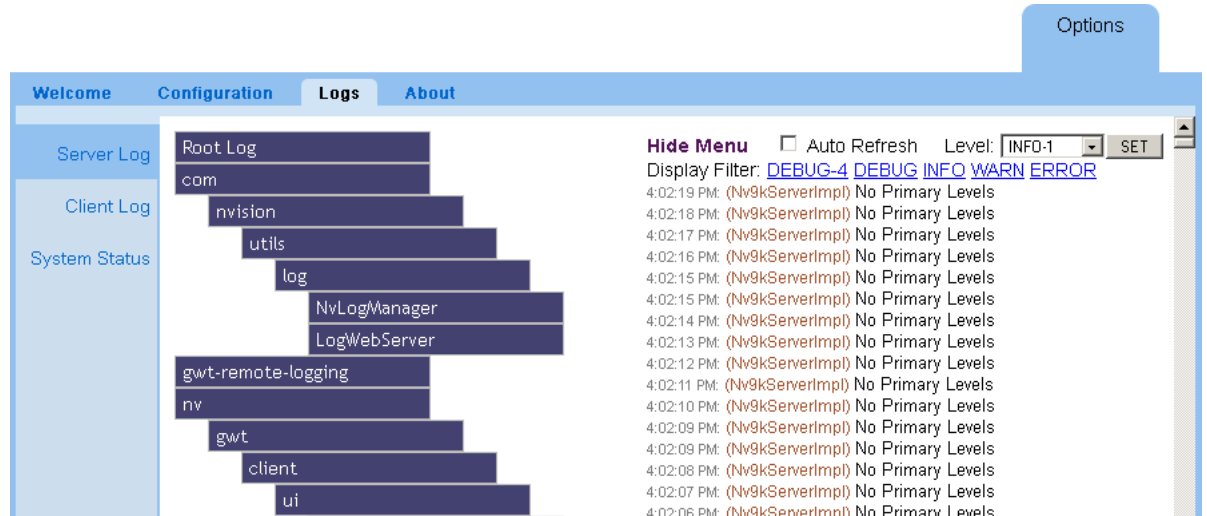 Options
Welcome Configuration Logs About
Server Log
Client Log
System Status
Root Log
com
nvision
utils
log
NvLogManager
LogWebServer
gwt-remote-logging
nv
gwt
client
ui
Hide Menu Auto Refresh Level: INFO-1 SET
Display Filter: DEBUG-4 DEBUG INFO WARN ERROR
4:02:19 PM: (Nv9kServerImpl) No Primary Levels
4:02:18 PM: (Nv9kServerImpl) No Primary Levels
4:02:17 PM: (Nv9kServerImpl) No Primary Levels
4:02:16 PM: (Nv9kServerImpl) No Primary Levels
4:02:15 PM: (Nv9kServerImpl) No Primary Levels
4:02:15 PM: (Nv9kServerImpl) No Primary Levels
4:02:14 PM: (Nv9kServerImpl) No Primary Levels
4:02:13 PM: (Nv9kServerImpl) No Primary Levels
4:02:12 PM: (Nv9kServerImpl) No Primary Levels
4:02:11 PM: (Nv9kServerImpl) No Primary Levels
4:02:10 PM: (Nv9kServerImpl) No Primary Levels
4:02:09 PM: (Nv9kServerImpl) No Primary Levels
4:02:09 PM: (Nv9kServerImpl) No Primary Levels
4:02:08 PM: (Nv9kServerImpl) No Primary Levels
4:02:07 PM: (Nv9kServerImpl) No Primary Levels
4:02:06 PM: (Nv9kServerImpl) No Primary Levels